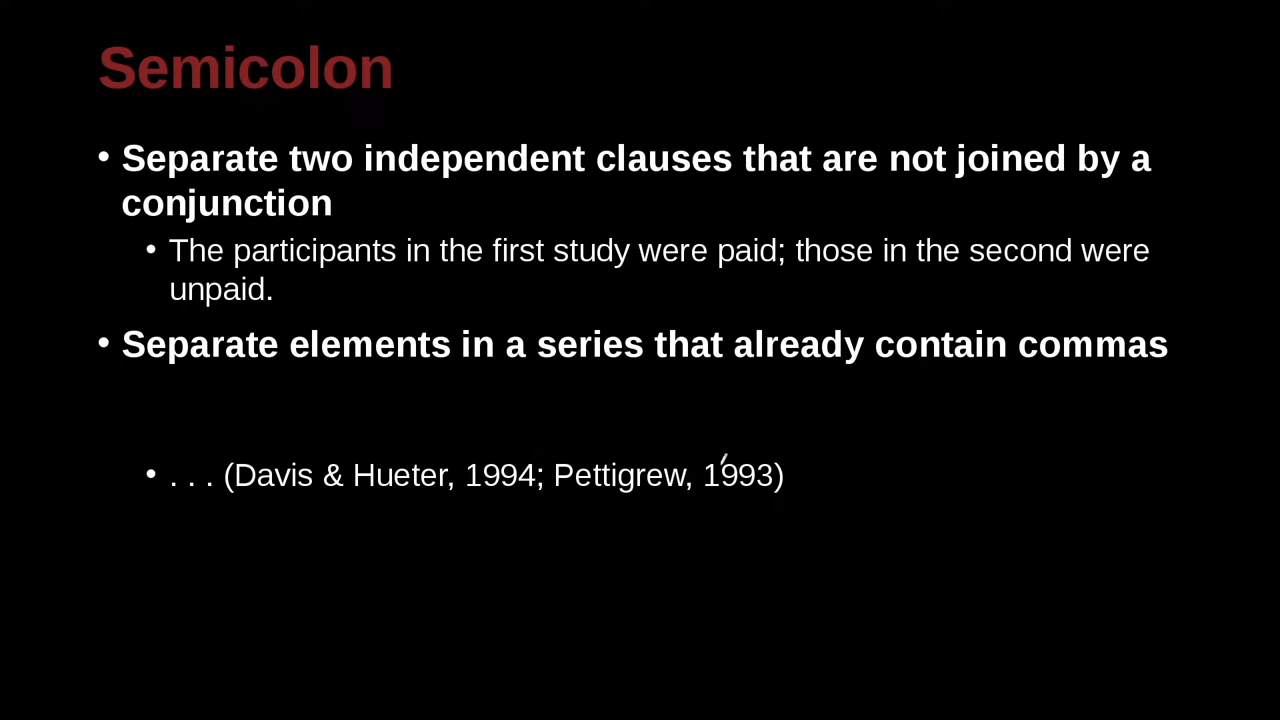 Semicolon
• Separate two independent clauses that are not joined by a
conjunction
• The participants in the first study were paid; those in the second were
unpaid.
• Separate elements in a series that already contain commas
• . . . (Davis & Hueter, 1994; Pettigrew, 1993)